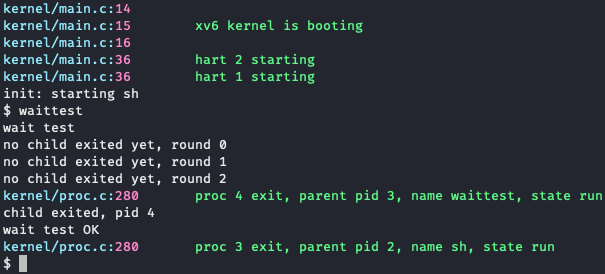 kernel/main.c:14
kernel/main.c:15 xv6 kernel is booting
kernel/main.c:16
kernel/main.c:36 hart 2 starting
kernel/main.c:36 hart 1 starting
init: starting sh
$ waittest
wait test
no child exited yet, round 0
no child exited yet, round 1
no child exited yet, round 2
kernel/proc.c:280 proc 4 exit, parent pid 3, name waittest, state run
child exited, pid 4
wait test OK
kernel/proc.c:280 proc 3 exit, parent pid 2, name sh, state run
$